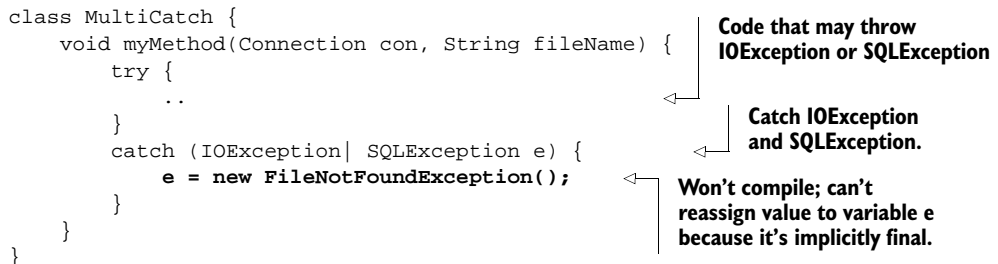 class MultiCatch {
    void myMethod(Connection con, String fileName) {
        try {
            ..
        }
        catch (IOException| SQLException e) {
            e = new FileNotFoundException();
        }
    }
}
Code that may throw
IOException or SQLException
Catch IOException
and SQLException.
Won’t compile; can’t
reassign value to variable e
because it’s implicitly final.